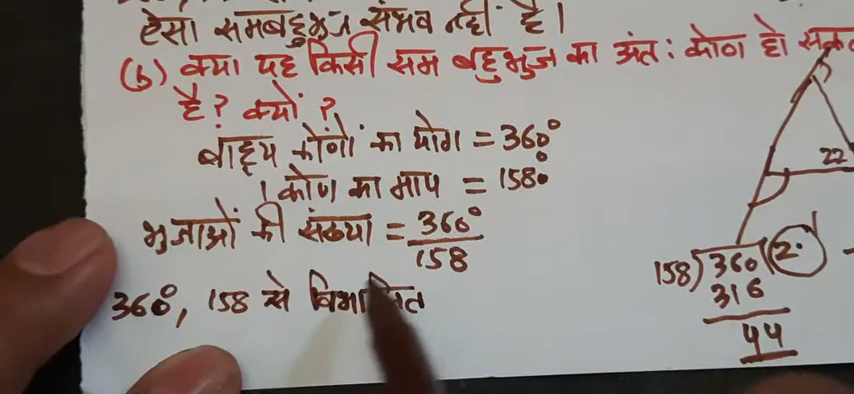 ऐसा समबहुभुज संभव नहीं है।
(b) क्या यह किसी सम बहुभुज का अंत: कोण हो सकत
है? क्यों?
बाह्य कोणों का योग = 360°
1 कोण का माप = 158°
भुजाओं की संख्या = 360°/158
360°, 158 से विभाजित
22
158) 360 (2.
316
44